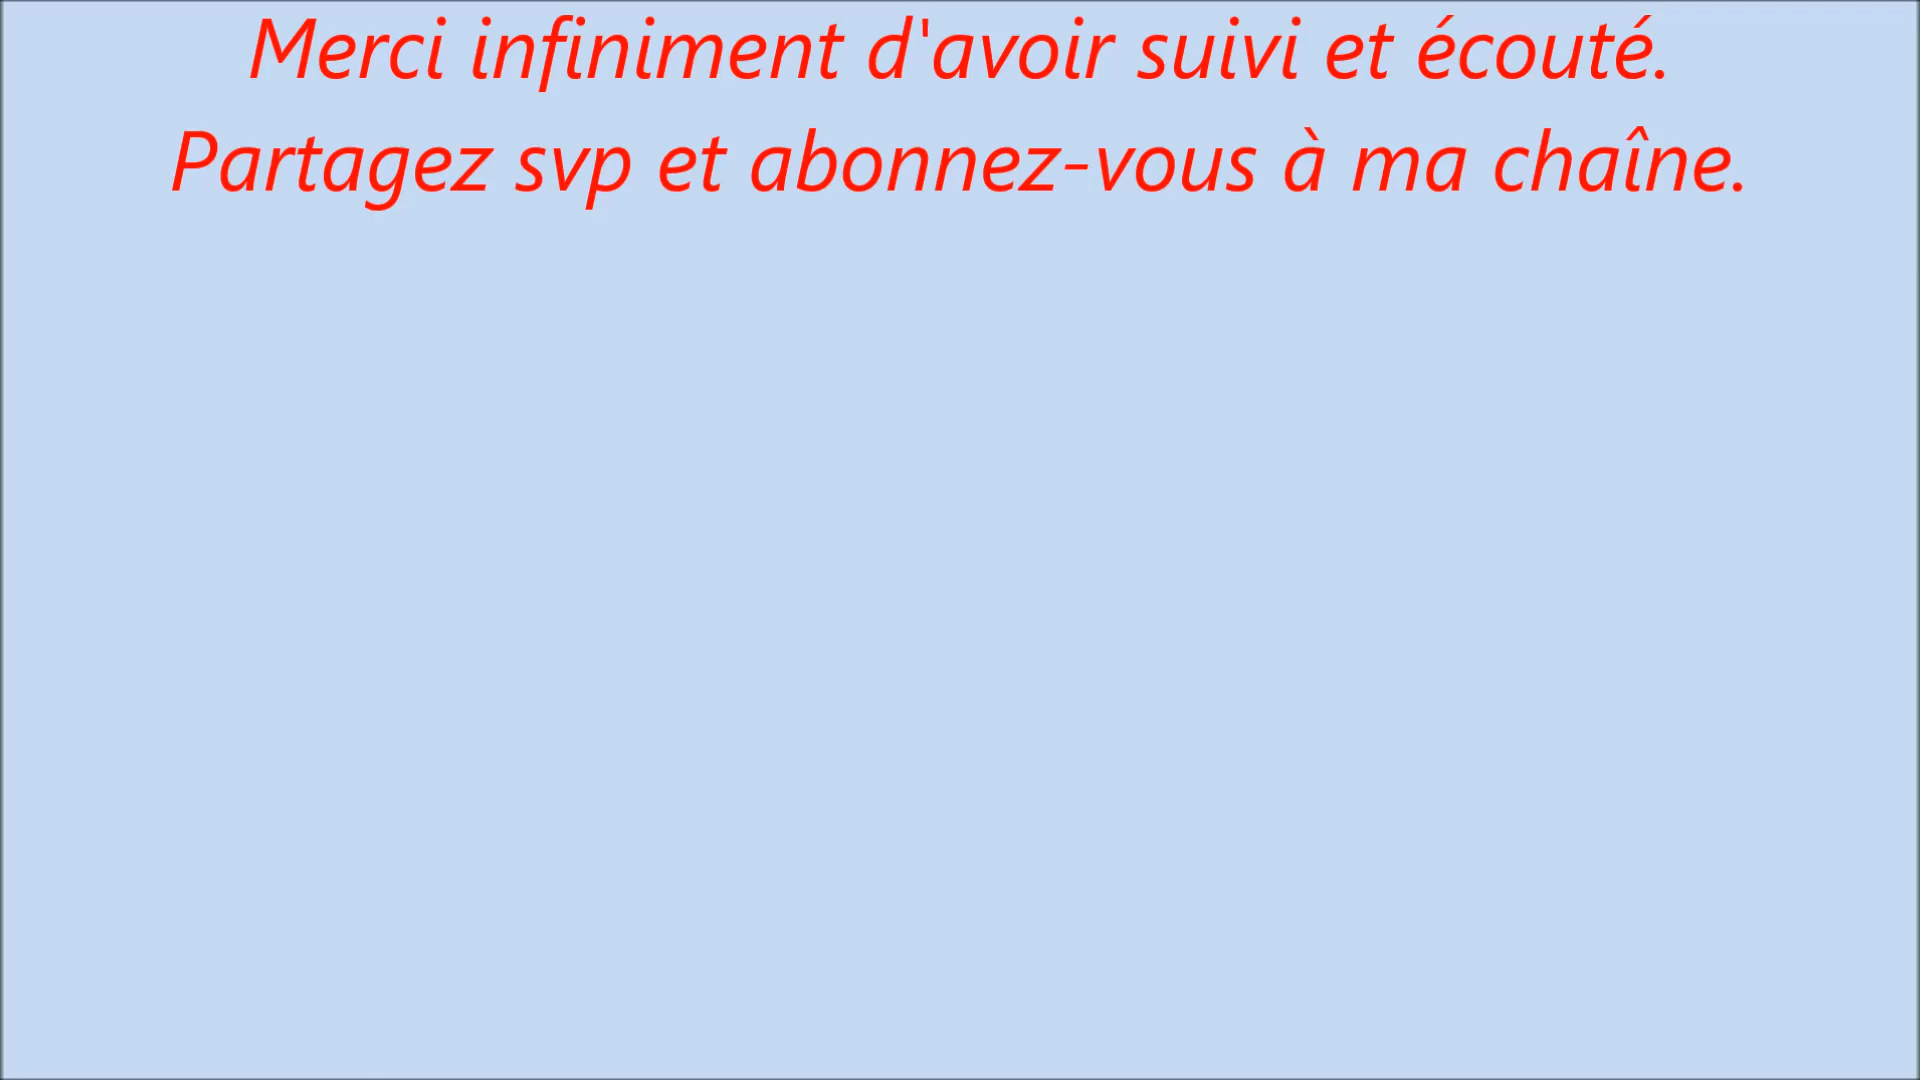 Merci infiniment d'avoir suivi et écouté.
Partagez svp et abonnez-vous à ma chaîne.